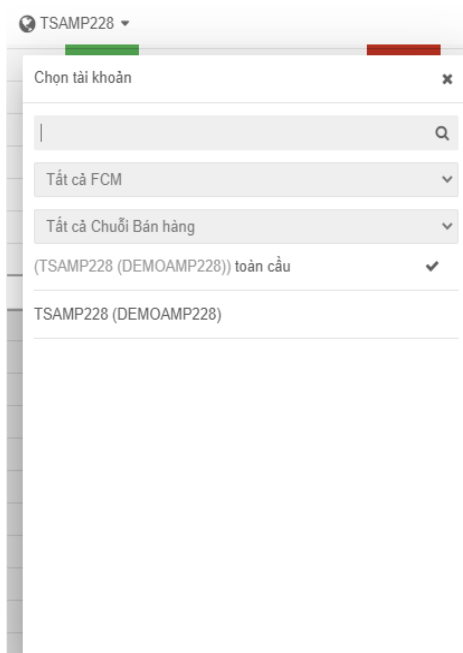 TSAMP228
Chọn tài khoản
Tất cả FCM
Tất cả Chuỗi Bán hàng
(TSAMP228 (DEMOAMP228)) toàn cầu
TSAMP228 (DEMOAMP228)